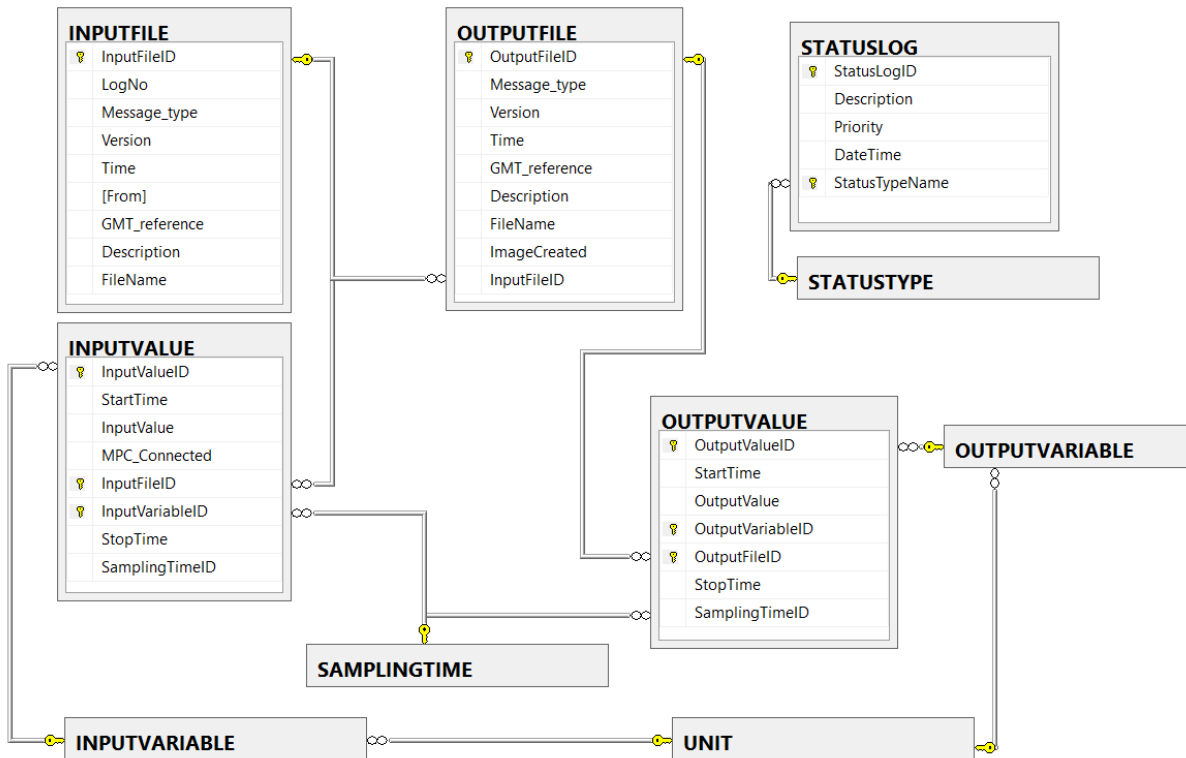 INPUTFILE
InputFileID
LogNo
Message_type
Version
Time
[From]
GMT_reference
Description
FileName
OUTPUTFILE
OutputFileID
Message_type
Version
Time
GMT_reference
Description
FileName
ImageCreated
InputFileID
STATUSLOG
StatusLogID
Description
Priority
DateTime
StatusTypeName
STATUSTYPE
INPUTVALUE
InputValueID
StartTime
InputValue
MPC_Connected
InputFileID
InputVariableID
StopTime
SamplingTimeID
OUTPUTVALUE
OutputValueID
StartTime
OutputValue
OutputVariableID
OutputFileID
StopTime
SamplingTimeID
OUTPUTVARIABLE
SAMPLINGTIME
INPUTVARIABLE
UNIT